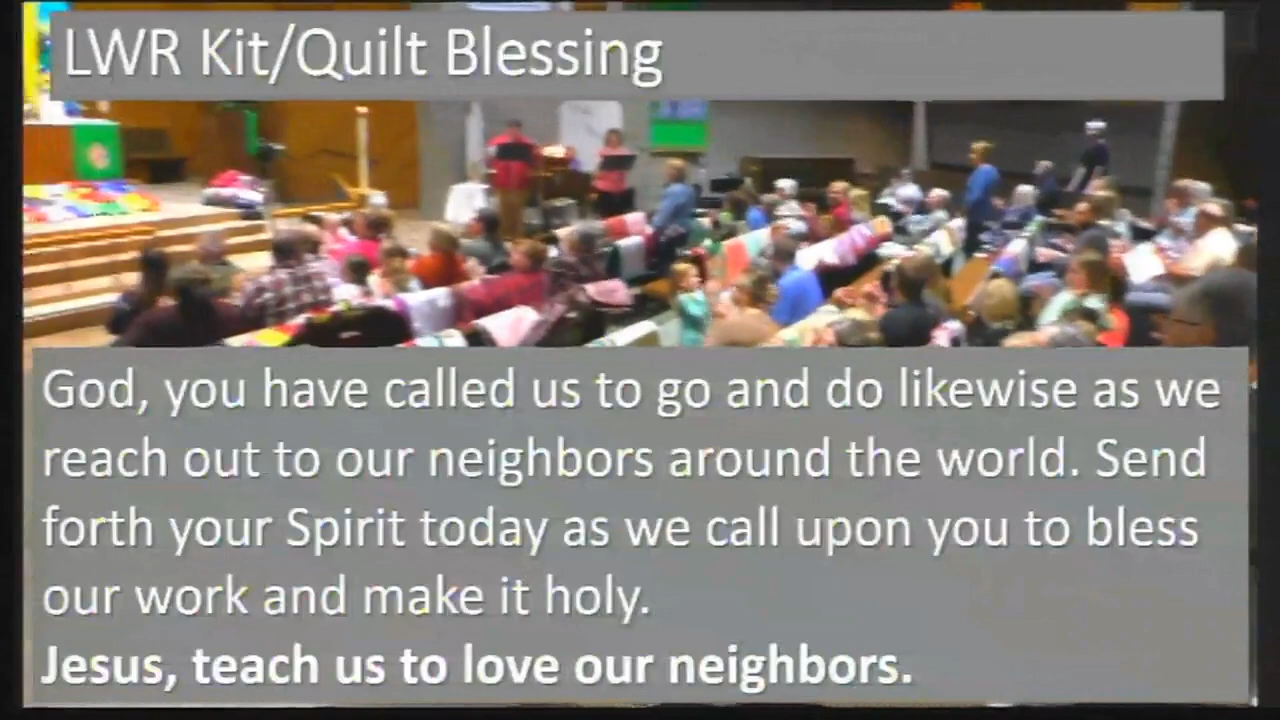 LWR Kit/Quilt Blessing
God, you have called us to go and do likewise as we
reach out to our neighbors around the world. Send
forth your Spirit today as we call upon you to bless
our work and make it holy.
Jesus, teach us to love our neighbors.